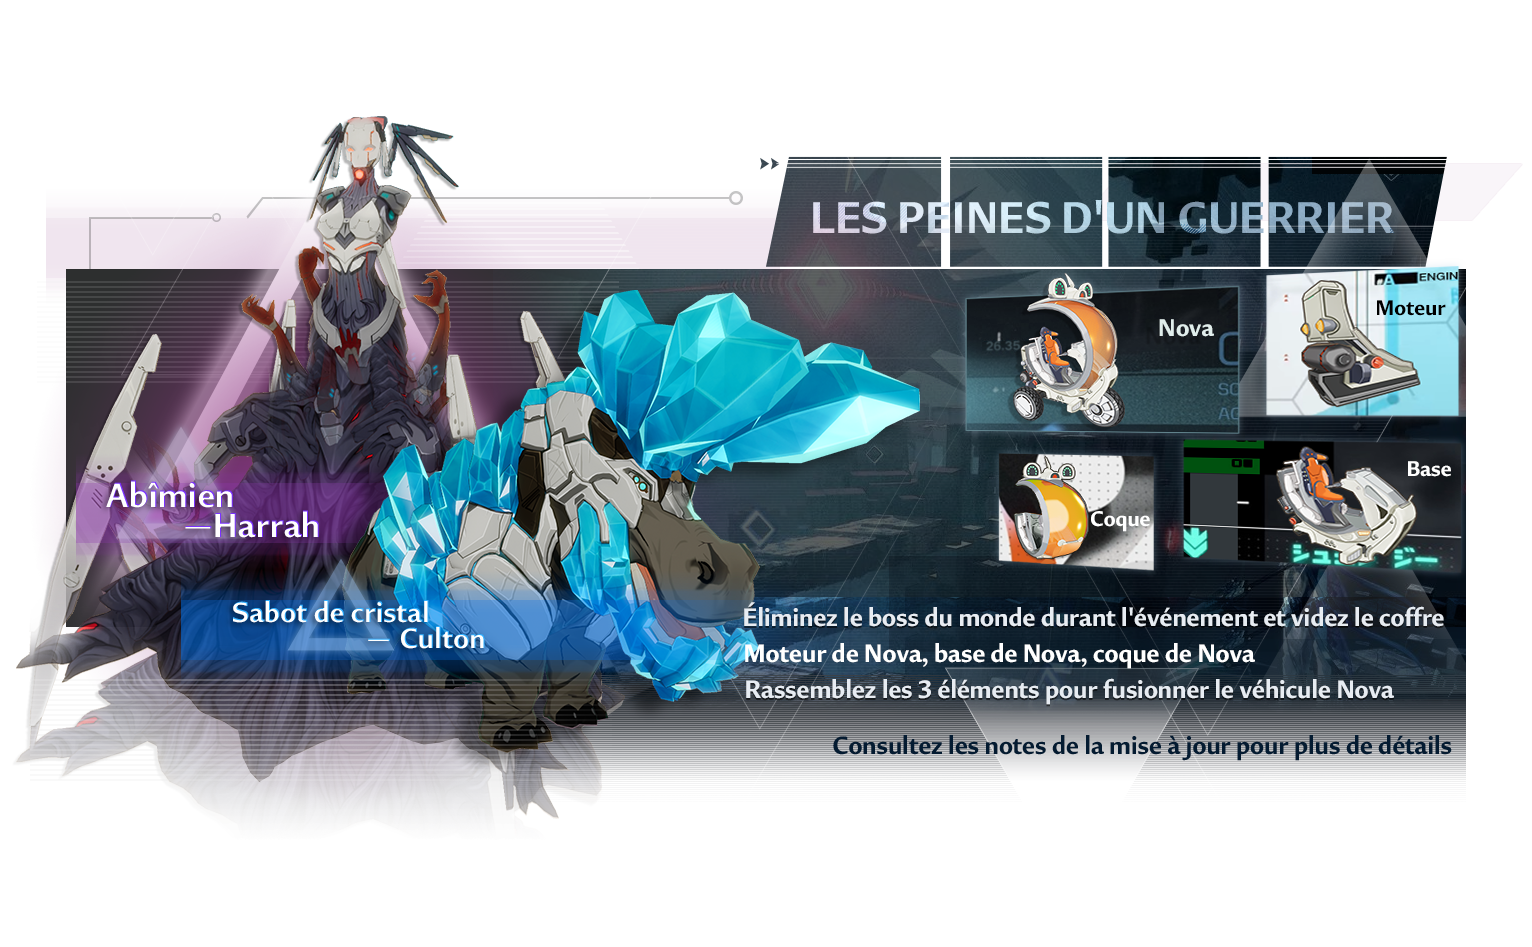 LES PEINES D'UN GUERRIER
Nova
26.35
ENGIN
Moteur
Coque
Base
Abîmien
—Harrah
Sabot de cristal
— Culton
Éliminez le boss du monde durant l'événement et videz le coffre
Moteur de Nova, base de Nova, coque de Nova
Rassemblez les 3 éléments pour fusionner le véhicule Nova
Consultez les notes de la mise à jour pour plus de détails